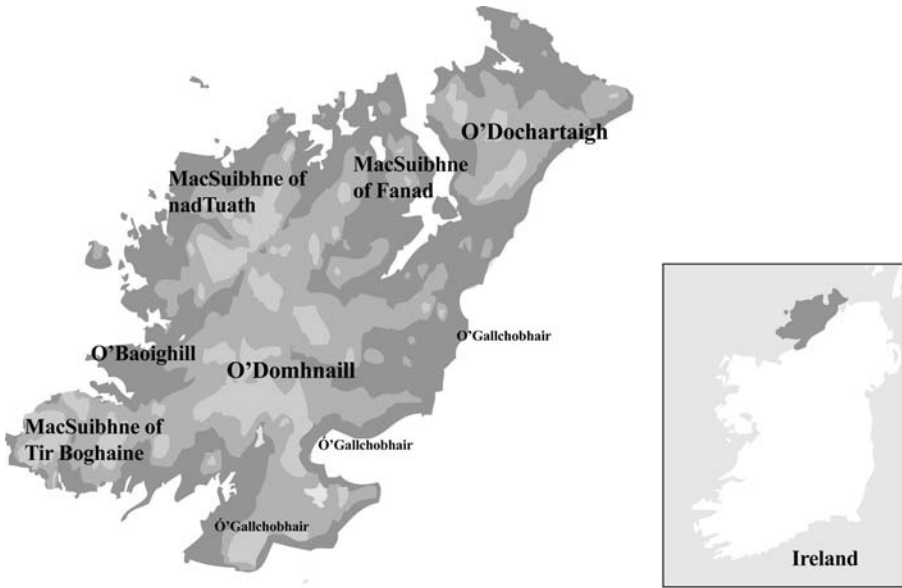 O'Dochartaigh
MacSuibhne of
Fanad
MacSuibhne of
nadTuath
O'Gallchobhair
O'Baoighill
O'Domhnaill
MacSuibhne of
Tir Boghaine
Ó'Gallchobhair
Ó'Gallchobhair
Ireland